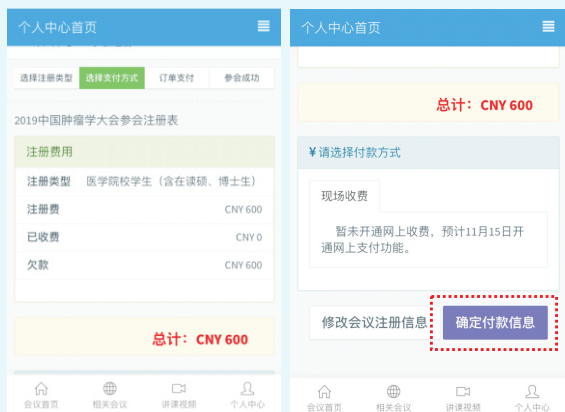 个人中心首页
选择注册类型
选择支付方式
订单支付
参会成功
2019中国肿瘤学大会参会注册表
注册费用
注册类型 医学院校学生（含在读硕、博士生）
注册费 CNY 600
已收费 CNY 0
欠款 CNY 600
总计：CNY 600
会议首页
相关会议
讲课视频
个人中心
个人中心首页
总计：CNY 600
¥请选择付款方式
现场收费
暂未开通网上收费，预计11月15日开
通网上支付功能。
修改会议注册信息
确定付款信息
会议首页
相关会议
讲课视频
个人中心